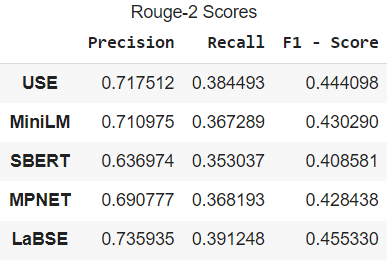 Rouge-2 Scores
Precision Recall F1 - Score
USE 0.717512 0.384493 0.444098
MiniLM 0.710975 0.367289 0.430290
SBERT 0.636974 0.353037 0.408581
MPNET 0.690777 0.368193 0.428438
LaBSE 0.735935 0.391248 0.455330